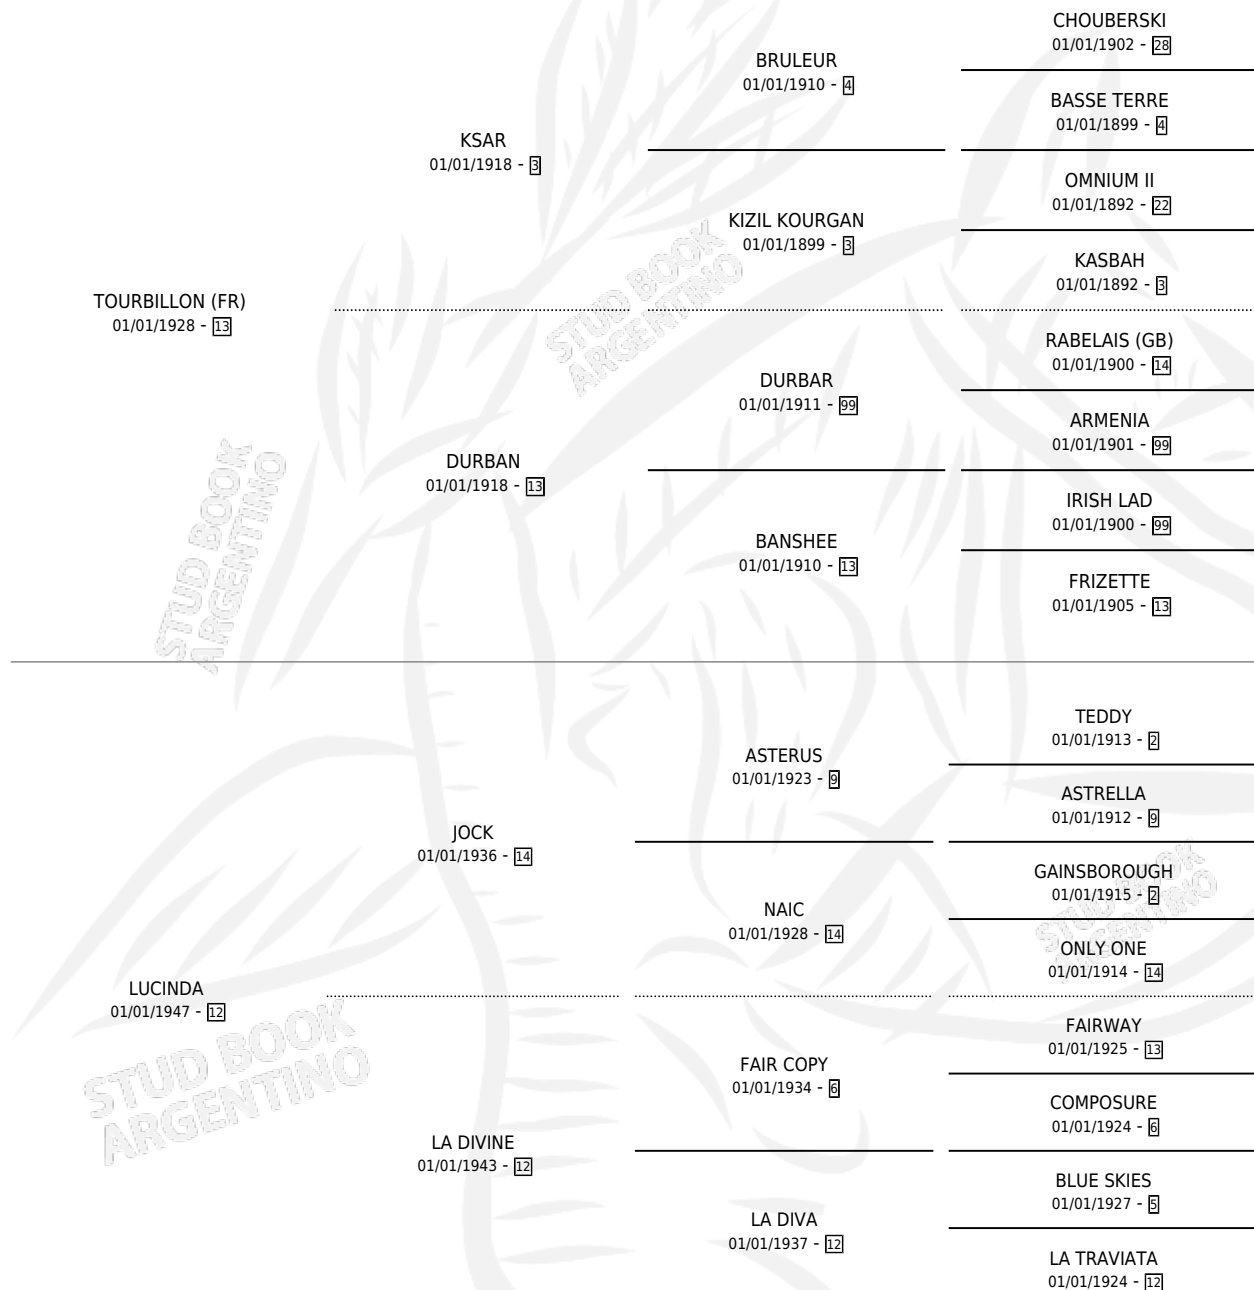 CHOUBERSKI
01/01/1902 - 28
BRULEUR
01/01/1910 - 4
BASSE TERRE
01/01/1899 - 4
KSAR
01/01/1918 - 3
OMNIUM II
01/01/1892 - 22
KIZIL KOURGAN
01/01/1899 - 3
KASBAH
01/01/1892 - 3
TOURBILLON (FR)
01/01/1928 - 13
STUD BOOK
ARGENTINO
RABELAIS (GB)
01/01/1900 - 14
DURBAR
01/01/1911 - 99
ARMENIA
01/01/1901 - 99
DURBAN
01/01/1918 - 13
IRISH LAD
01/01/1900 - 99
BANSHEE
01/01/1910 - 13
FRIZETTE
01/01/1905 - 13
STUD BOOK
ARGENTINO
TEDDY
01/01/1913 - 2
ASTERUS
01/01/1923 - 9
ASTRELLA
01/01/1912 - 9
JOCK
01/01/1936 - 14
GAINSBOROUGH
01/01/1915 - 2
NAIC
01/01/1928 - 14
STUD BOOK
ARGENTINO
ONLY ONE
01/01/1914 - 14
LUCINDA
01/01/1947 - 12
FAIRWAY
01/01/1925 - 13
FAIR COPY
01/01/1934 - 6
COMPOSURE
01/01/1924 - 6
STUD BOOK
ARGENTINO
LA DIVINE
01/01/1943 - 12
BLUE SKIES
01/01/1927 - 5
LA DIVA
01/01/1937 - 12
LA TRAVIATA
01/01/1924 - 12